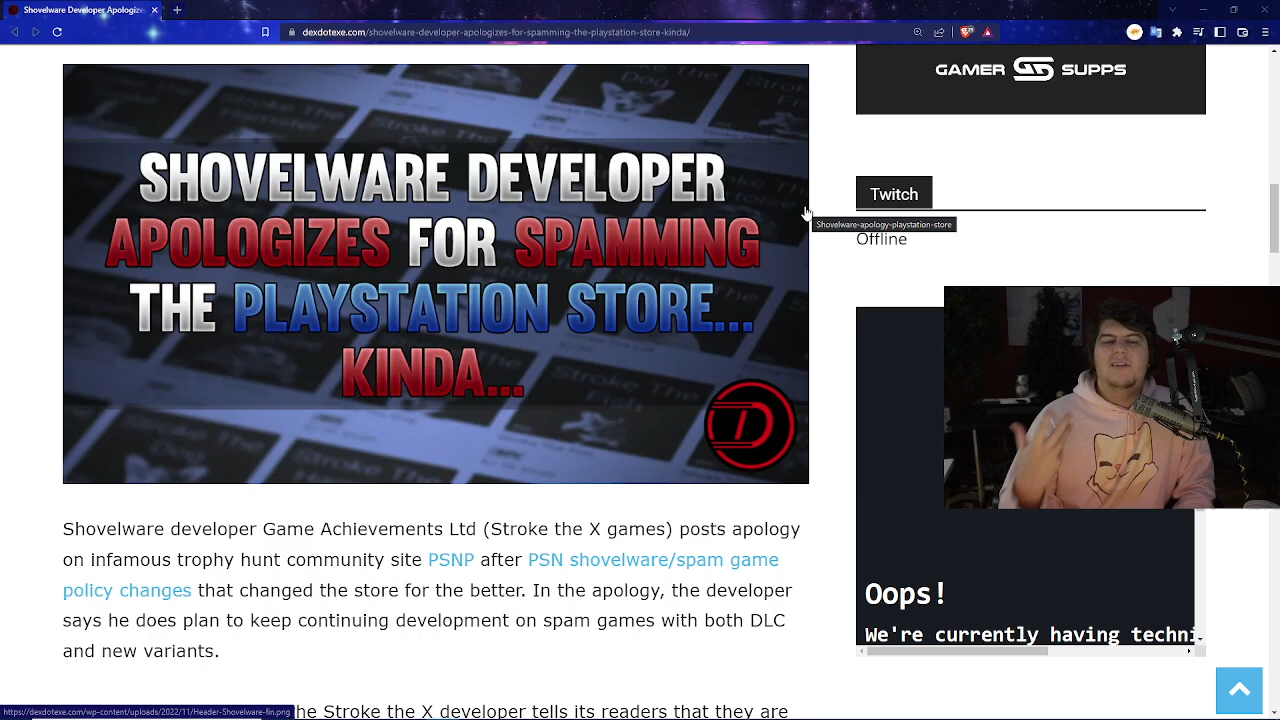 Shovelware Developer Apologize
dexdotexe.com/shovelware-developer-apologizes-for-spamming-the-playstation-store-kinda/
GAMER SUPPS
SHOVELWARE DEVELOPER
APOLOGIZES FOR SPAMMING
THE PLAYSTATION STORE...
KINDA...
D
Twitch
Shovelware-apology-playstation-store
Offline
Shovelware developer Game Achievements Ltd (Stroke the X games) posts apology
on infamous trophy hunt community site PSNP after PSN shovelware/spam game
policy changes that changed the store for the better. In the apology, the developer
says he does plan to keep continuing development on spam games with both DLC
and new variants.
Oops!
We're currently having techni
https://dexdotexe.com/wp-content/uploads/2022/11/Header-Shovelware-fin.png
he Stroke the X developer tells its readers that they are